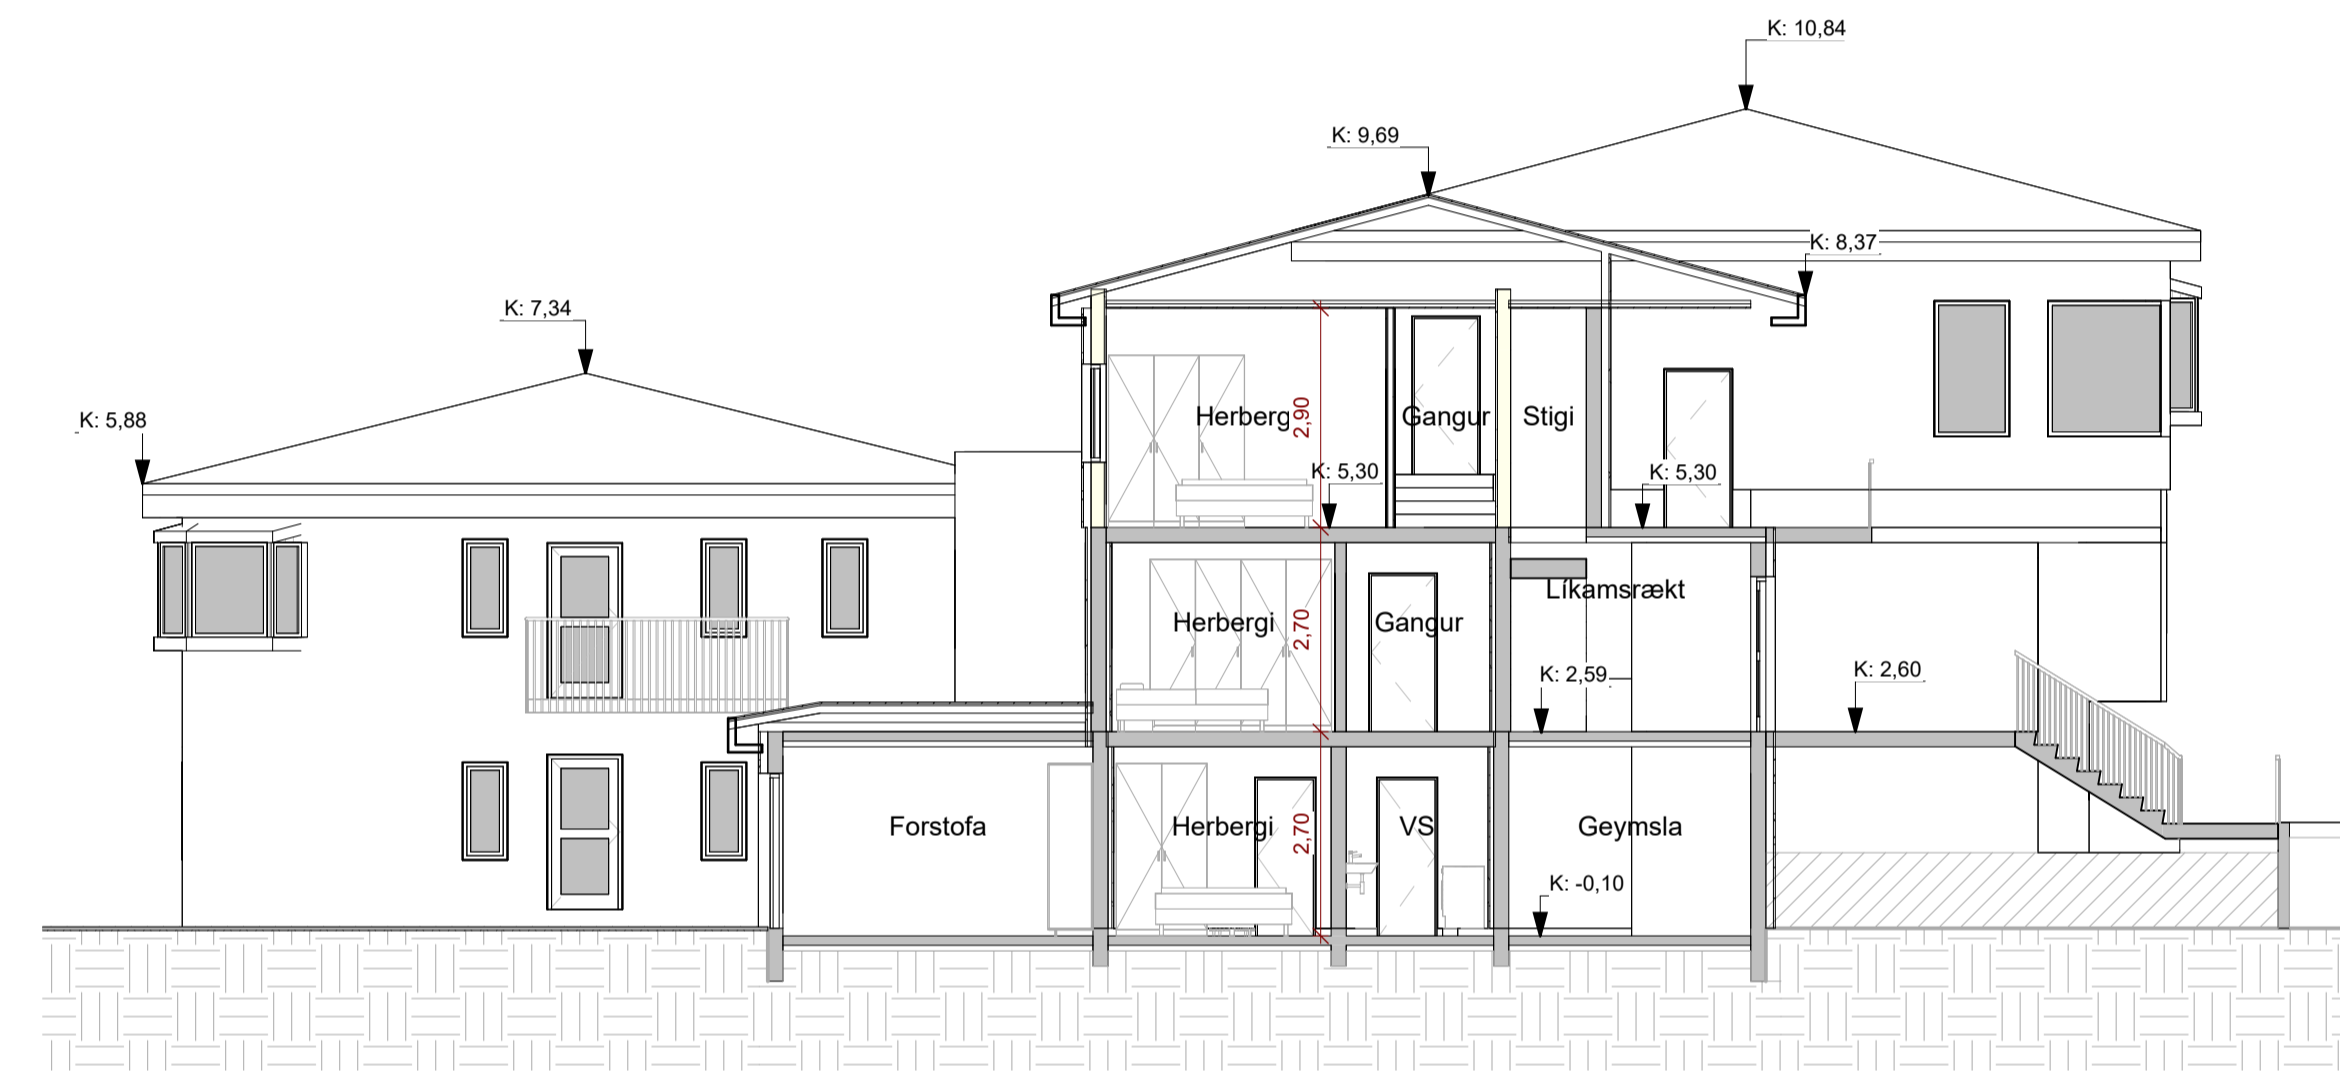 K: 10,84
K: 9,69
K: 8,37
K: 7,34
K: 5,88
Herberg
2,90
Gangur
Stigi
K: 5,30
K: 5,30
Líkamsrækt
Herbergi
2,70
Gangur
K: 2,59
K: 2,60
Forstofa
Herbergi
2,70
VS
Geymsla
K: -0,10